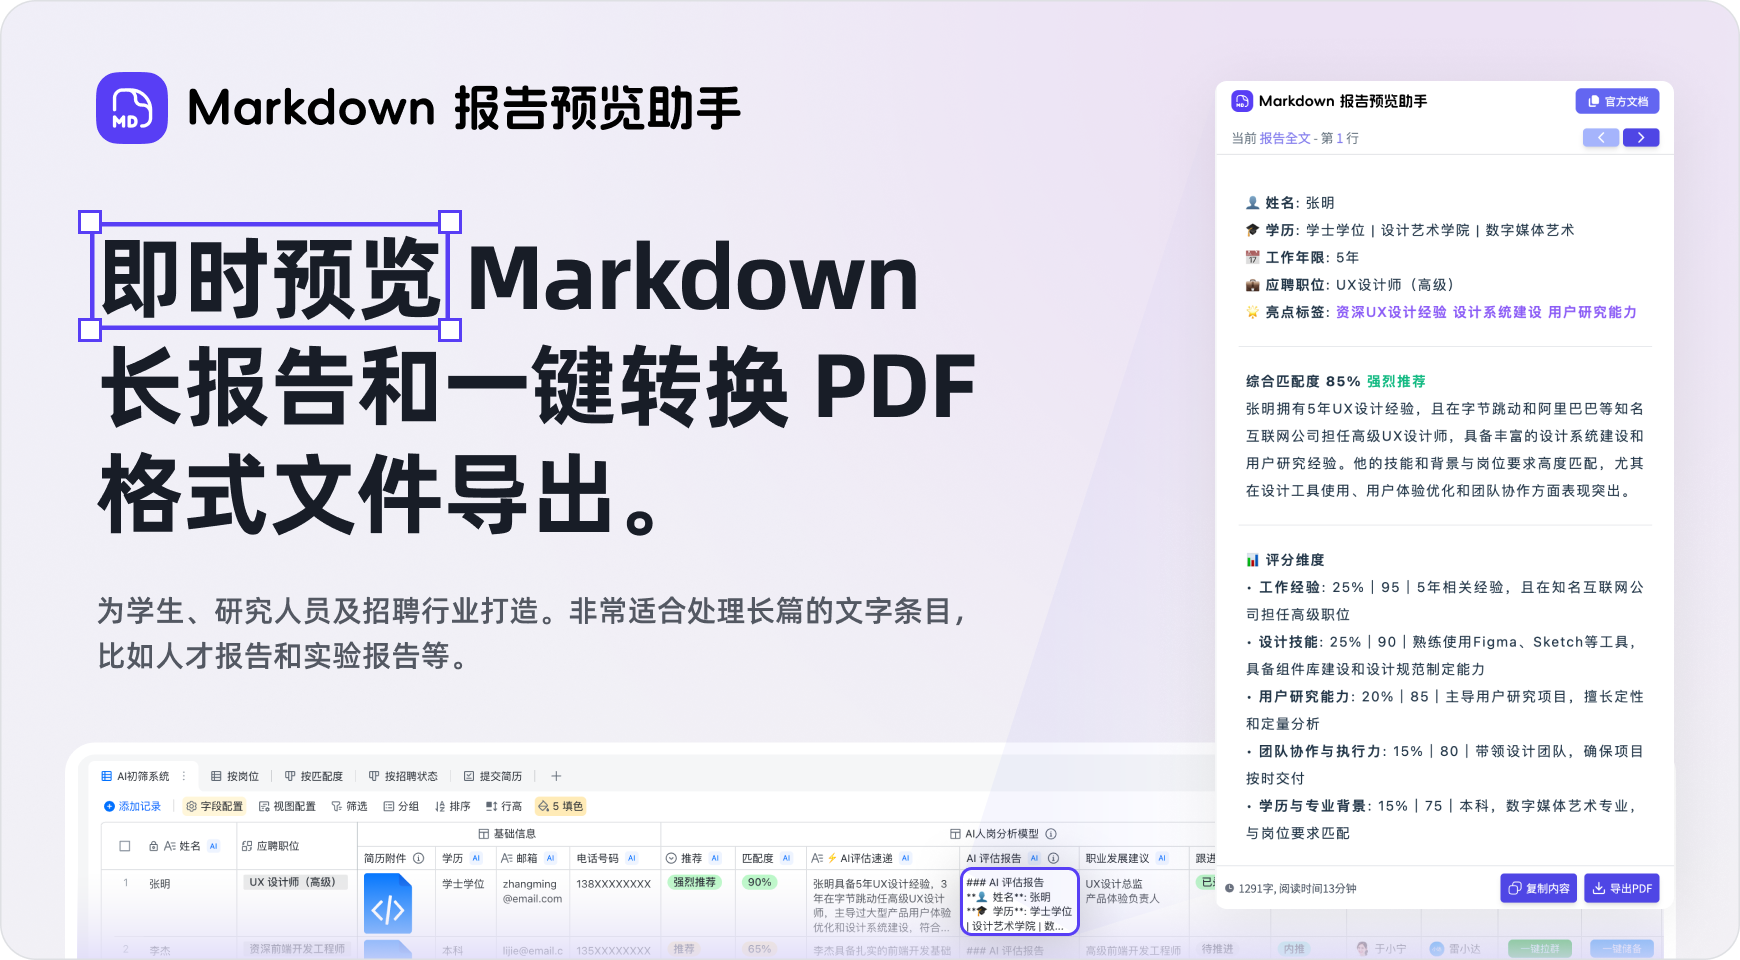 Markdown 报告预览助手
即时预览 Markdown
长报告和一键转换 PDF
格式文件导出。
为学生、研究人员及招聘行业打造。非常适合处理长篇的文字条目，
比如人才报告和实验报告等。
Markdown 报告预览助手 官方文档
当前 报告全文 - 第 1 行
👤 姓名: 张明
🎓 学历: 学士学位 | 设计艺术学院 | 数字媒体艺术
📅 工作年限: 5年
💼 应聘职位: UX设计师（高级）
🌟 亮点标签: 资深UX设计经验 设计系统建设 用户研究能力
综合匹配度 85% 强烈推荐
张明拥有5年UX设计经验，且在字节跳动和阿里巴巴等知名
互联网公司担任高级UX设计师，具备丰富的设计系统建设和
用户研究经验。他的技能和背景与岗位要求高度匹配，尤其
在设计工具使用、用户体验优化和团队协作方面表现突出。
📊 评分维度
• 工作经验: 25% | 95 | 5年相关经验，且在知名互联网公
司担任高级职位
• 设计技能: 25% | 90 | 熟练使用Figma、Sketch等工具，
具备组件库建设和设计规范制定能力
• 用户研究能力: 20% | 85 | 主导用户研究项目，擅长定性
和定量分析
• 团队协作与执行力: 15% | 80 | 带领设计团队，确保项目
按时交付
• 学历与专业背景: 15% | 75 | 本科，数字媒体艺术专业，
与岗位要求匹配
1291字, 阅读时间13分钟 复制内容 导出PDF
AI初筛系统 按岗位 按匹配度 按招聘状态 提交简历
添加记录 字段配置 视图配置 筛选 分组 排序 行高 5 填色
姓名 AI 应聘职位 基础信息 AI人岗分析模型
简历附件 学历 AI 邮箱 AI 电话号码 AI 推荐 AI 匹配度 AI ⚡ AI评估速递 AI AI 评估报告 AI 职业发展建议 AI 跟进
1 张明 UX 设计师（高级） 学士学位 zhangming
@email.com 138XXXXXXXX 强烈推荐 90%
张明具备5年UX设计经验，3
年在字节跳动任高级UX设计
师，主导过大型产品用户体验
优化和设计系统建设，符合...
### AI 评估报告
**👤 姓名**: 张明
**🎓 学历**: 学士学位
| 设计艺术学院 | 数...
UX设计总监
产品体验负责人
2 李杰 资深前端开发工程师 本科 lijie@email.c 135XXXXXXXX 推荐 65% 李杰具备扎实的前端开发基础 ### AI 评估报告 高级前端开发工程师 待推进 内推 于小宁 雷小达 一键拉群 一键储备